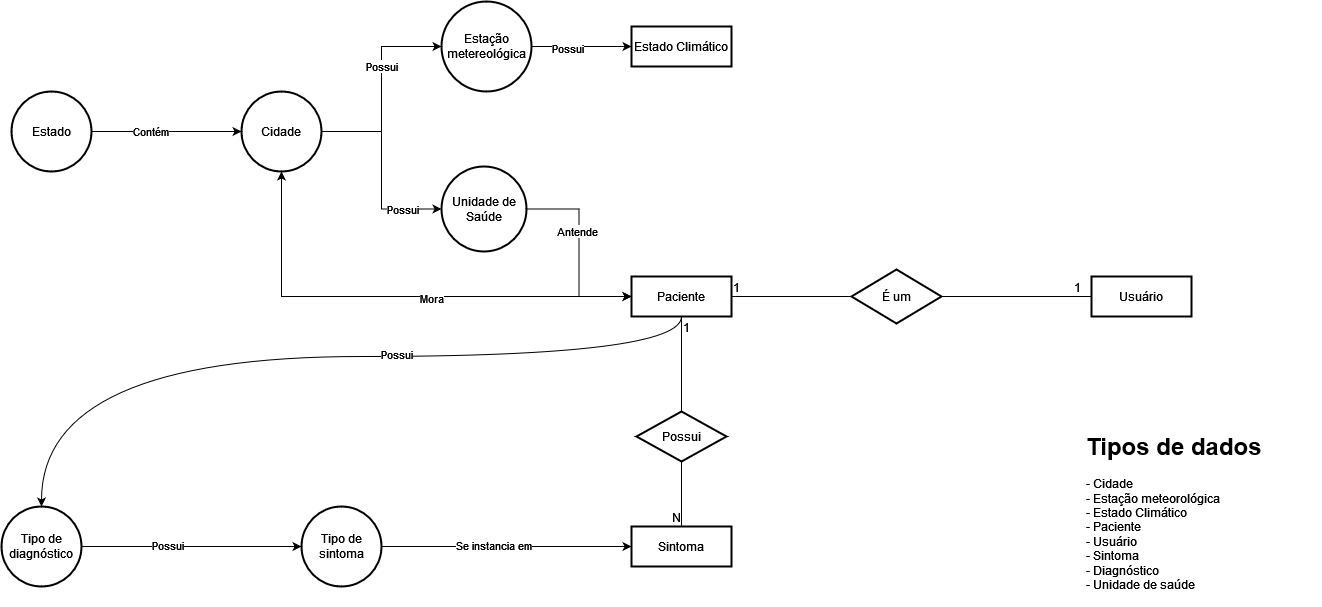 Estação
metereológica
Possui
Estado Climático
Possui
Estado
Contém
Cidade
Possui
Unidade de
Saúde
Antende
Mora
Paciente
1
É um
1
Usuário
1
Possui
Possui
N
Tipo de
diagnóstico
Possui
Tipo de
sintoma
Se instancia em
Sintoma
Tipos de dados
- Cidade
- Estação meteorológica
- Estado Climático
- Paciente
- Usuário
- Sintoma
- Diagnóstico
- Unidade de saúde